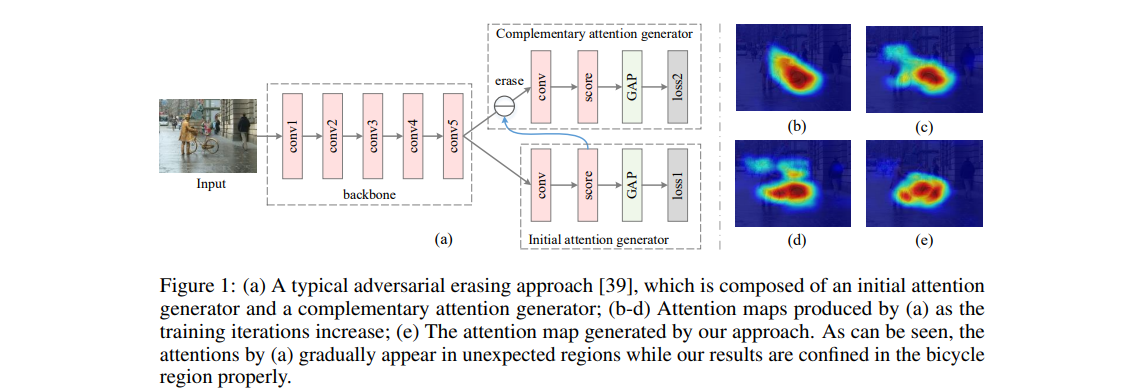 Complementary attention generator
erase
conv
score
GAP
loss2
conv1
conv2
conv3
conv4
conv5
Input
backbone
conv
score
GAP
loss1
(a)
Initial attention generator
(b)
(c)
(d)
(e)
Figure 1: (a) A typical adversarial erasing approach [39], which is composed of an initial attention
generator and a complementary attention generator; (b-d) Attention maps produced by (a) as the
training iterations increase; (e) The attention map generated by our approach. As can be seen, the
attentions by (a) gradually appear in unexpected regions while our results are confined in the bicycle
region properly.